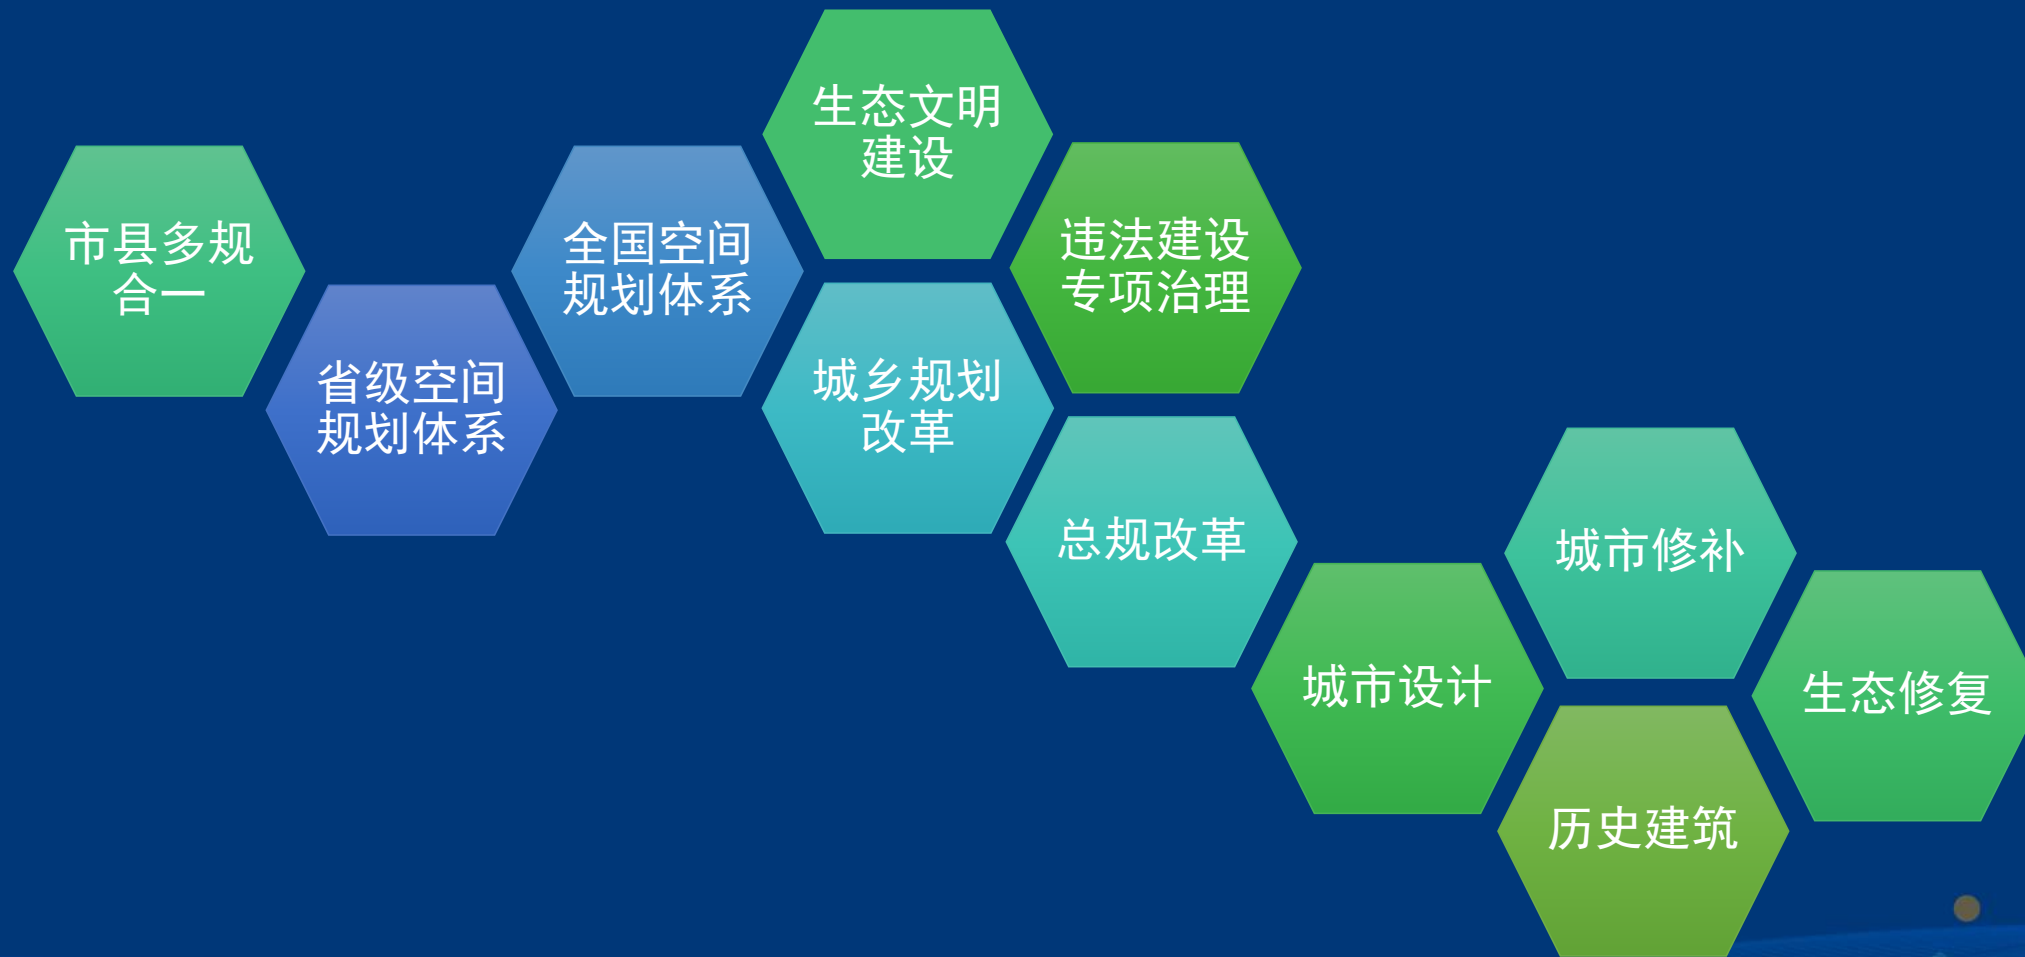 市县多规
合一
省级空间
规划体系
全国空间
规划体系
生态文明
建设
城乡规划
改革
违法建设
专项治理
总规改革
城市设计
城市修补
历史建筑
生态修复